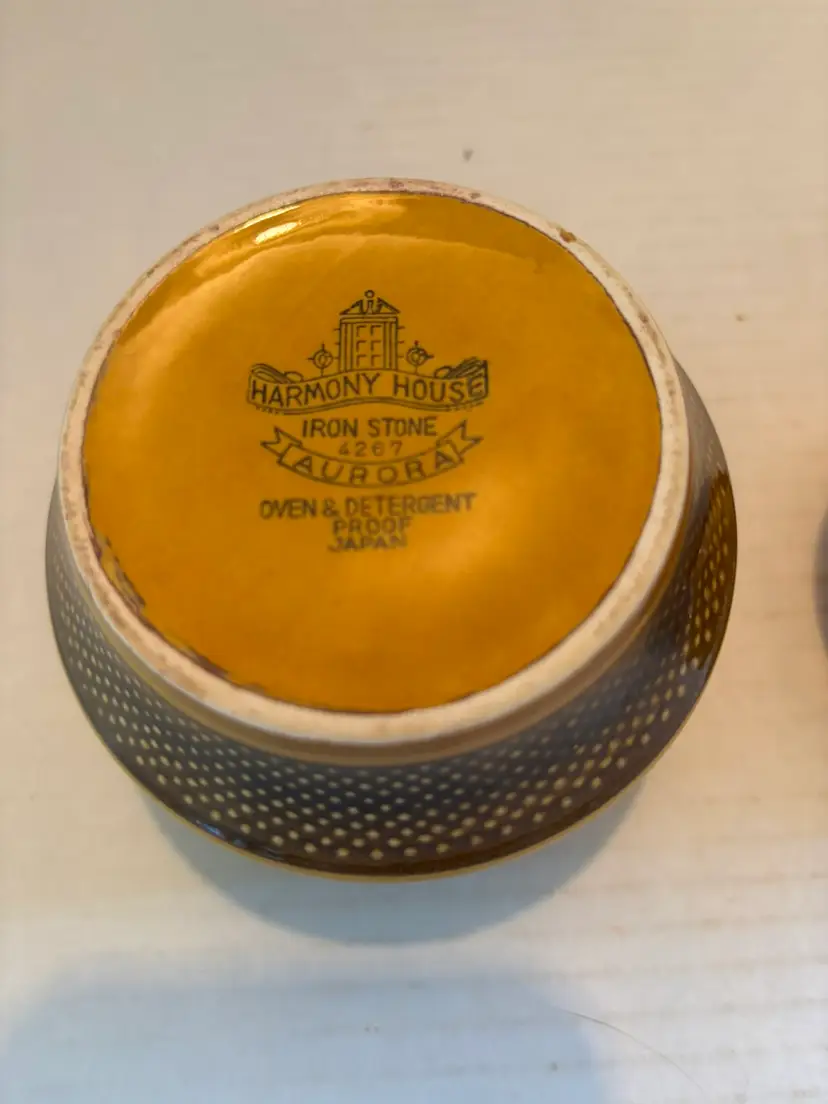 HARMONY HOUSE
IRON STONE
4267
AURORA
OVEN & DETERGENT
PROOF
JAPAN